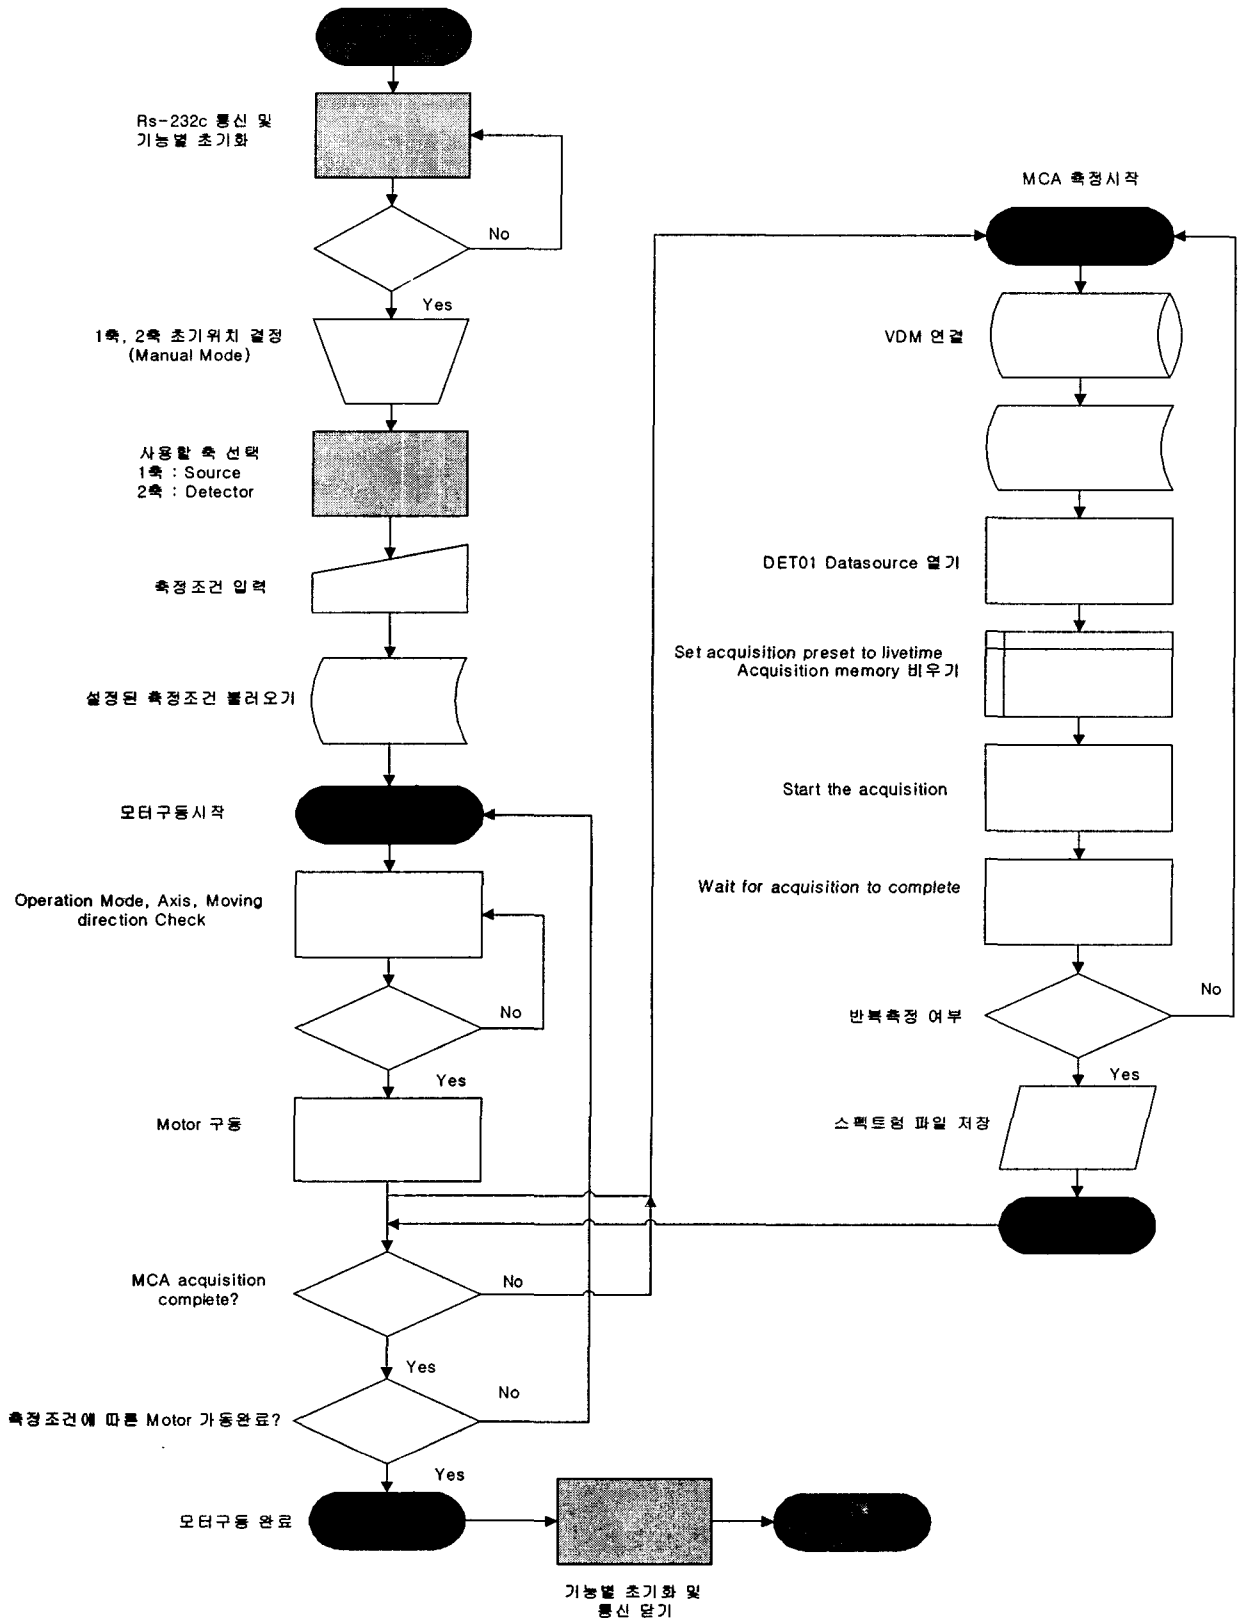 Rs-232c 통신 및
기능별 초기화
No
Yes
1축, 2축 초기위치 결정
(Manual Mode)
사용할 축 선택
1축 : Source
2축 : Detector
측정조건 입력
설정된 측정조건 불러오기
모터구동시작
Operation Mode, Axis, Moving
direction Check
No
Yes
Motor 구동
MCA acquisition
complete?
No
Yes
측정조건에 따른 Motor 가동완료?
No
Yes
모터구동 완료
기능별 초기화 및
통신 닫기
MCA 측정시작
VDM 연결
DET01 Datasource 열기
Set acquisition preset to livetime
Acquisition memory 비우기
Start the acquisition
Wait for acquisition to complete
반복측정 여부
No
Yes
스펙트럼 파일 저장